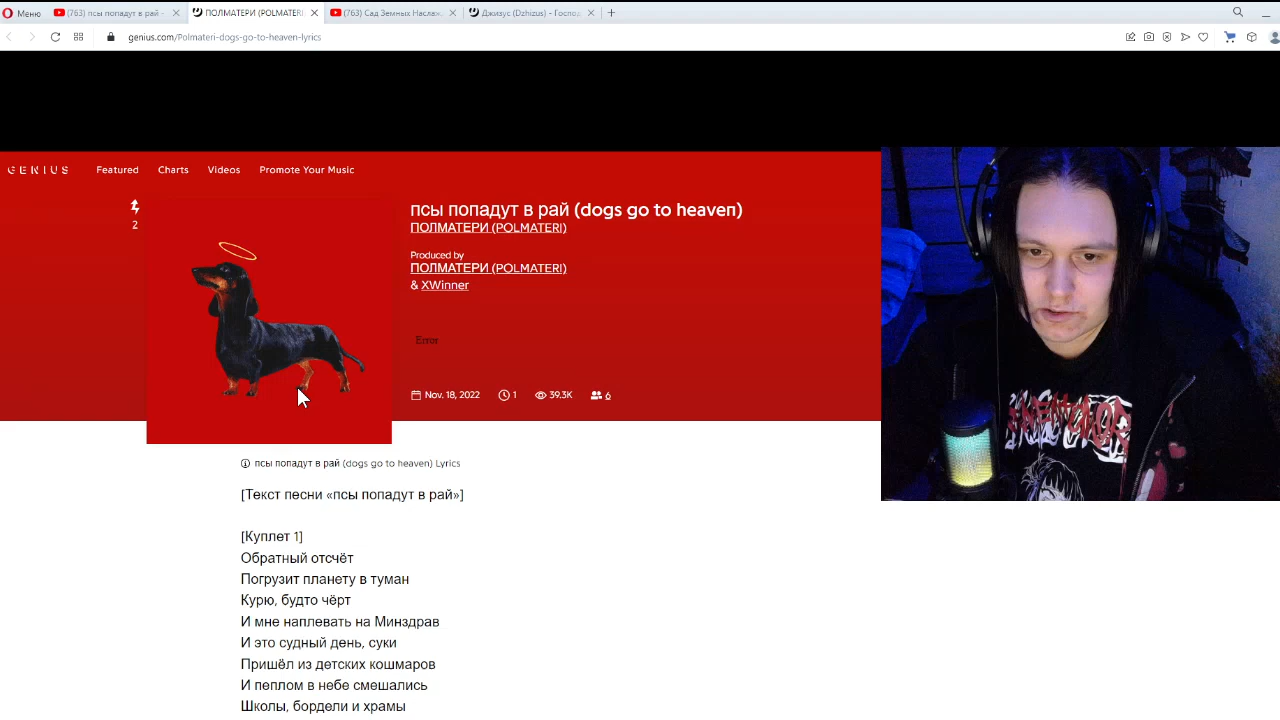 Меню
(763) псы попадут в рай -
ПОЛМАТЕРИ (POLMATERI)
(763) Сад Земных Насла».
Джизус (Dzhizus) – Господ
genius.com/Polmateri-dogs-go-to-heaven-lyrics
GENIUS
Featured
Charts
Videos
Promote Your Music
2
псы попадут в рай (dogs go to heaven)
ПОЛМАТЕРИ (POLMATERI)
Produced by
ПОЛМАТЕРИ (POLMATERI)
& XWinner
Error
Nov. 18, 2022
1
39.3K
6
псы попадут в рай (dogs go to heaven) Lyrics
[Текст песни «псы попадут в рай»]
[Куплет 1]
Обратный отсчёт
Погрузит планету в туман
Курю, будто чёрт
И мне наплевать на Минздрав
И это судный день, суки
Пришёл из детских кошмаров
И пеплом в небе смешались
Школы, бордели и храмы